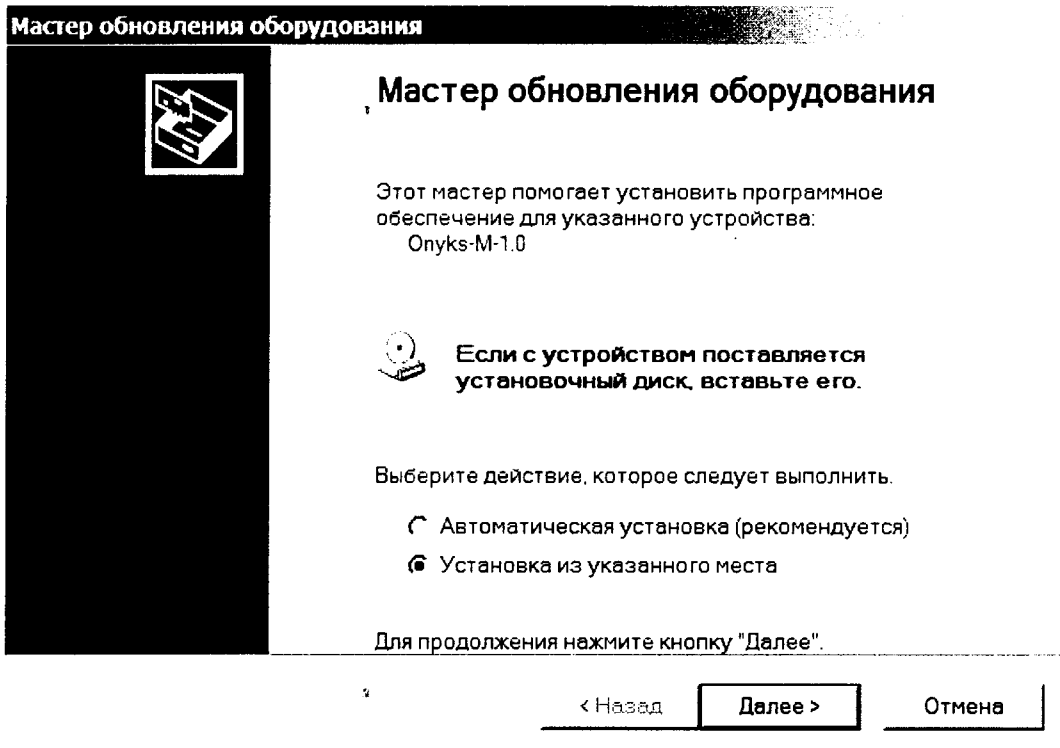 Мастер обновления оборудования
Мастер обновления оборудования
Этот мастер помогает установить программное
обеспечение для указанного устройства:
Onyks-M-1.0
Если с устройством поставляется
установочный диск, вставьте его.
Выберите действие, которое следует выполнить.
Автоматическая установка (рекомендуется)
Установка из указанного места
Для продолжения нажмите кнопку "Далее".
< Назад Далее > Отмена